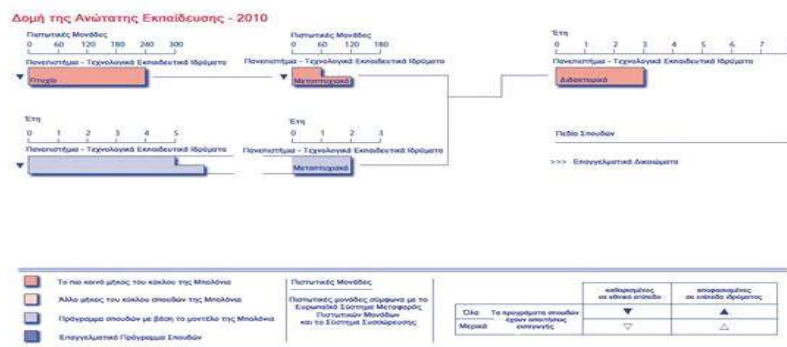 Δομή της Ανώτατης Εκπαίδευσης - 2010
Πιστωτικές Μονάδες
0 60 120 180 240 300
Πανεπιστήμια - Τεχνολογικά Εκπαιδευτικά Ιδρύματα
Πτυχίο
Πιστωτικές Μονάδες
0 60 120 180
Πανεπιστήμια - Τεχνολογικά Εκπαιδευτικά Ιδρύματα
Μεταπτυχιακό
Έτη
0 1 2 3 4 5 6 7
Πανεπιστήμια - Τεχνολογικά Εκπαιδευτικά Ιδρύματα
Διδακτορικό
Έτη
0 1 2 3 4 5
Πανεπιστήμια - Τεχνολογικά Εκπαιδευτικά Ιδρύματα
Έτη
0 1 2 3
Πανεπιστήμια - Τεχνολογικά Εκπαιδευτικά Ιδρύματα
Μεταπτυχιακό
Πεδίο Σπουδών
>>> Επαγγελματικά Δικαιώματα
Το πιο κοινό μήκος του κύκλου της Μπολόνια
Άλλο μήκος του κύκλου σπουδών της Μπολόνια
Πρόγραμμα σπουδών με βάση το μοντέλο της Μπολόνια
Επαγγελματικό Πρόγραμμα Σπουδών
Πιστωτικές Μονάδες
Πιστωτικές μονάδες σύμφωνα με το
Ευρωπαϊκό Σύστημα Μεταφοράς
Πιστωτικών Μονάδων
και το Σύστημα Συσσώρευσης
καθορισμένος
σε εθνικό επίπεδο
αποφασισμένος
σε επίπεδο ιδρύματος
Όλα Τα προγράμματα σπουδών
έχουν απαιτήσεις
Μερικά εισαγωγής